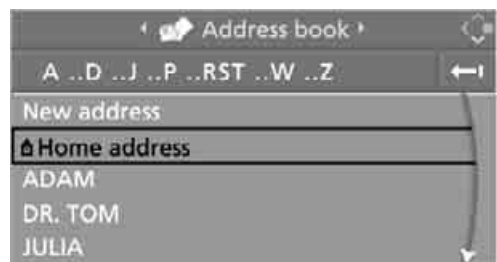 Address book
A ..D ..J ..P ..RST ..W ..Z
New address
Home address
ADAM
DR. TOM
JULIA